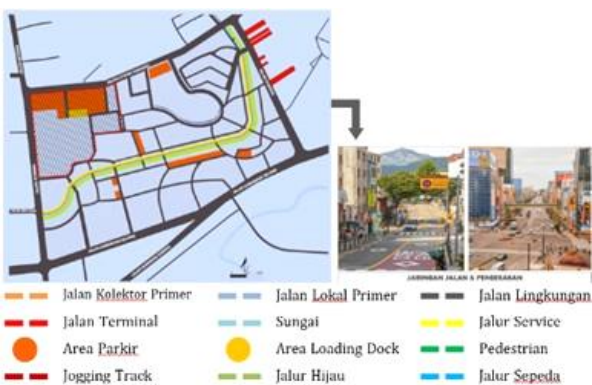 JARINGAN JALAN & PENGERASAN
Jalan Kolektor Primer
Jalan Lokal Primer
Jalan Lingkungan
Jalan Terminal
Sungai
Jalur Service
Area Parkir
Area Loading Dock
Pedestrian
Jogging Track
Jalur Hijau
Jalur Sepeda